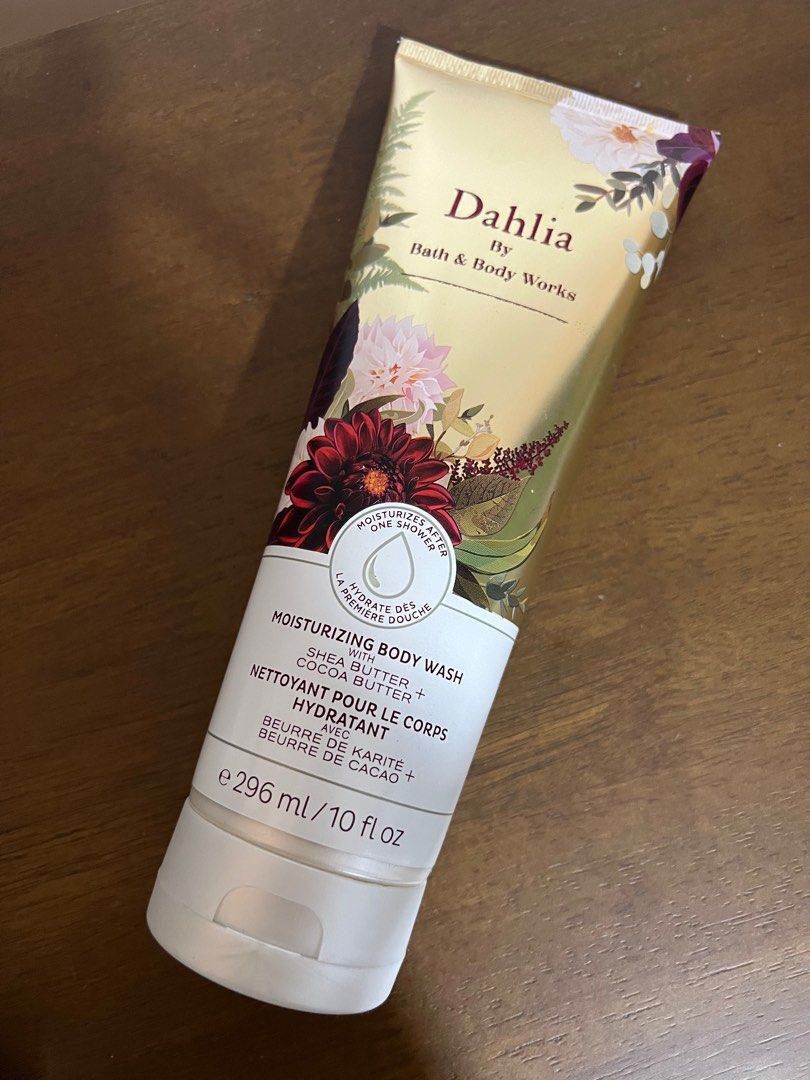 Dahlia
By
Bath & Body Works
MOISTURIZES AFTER
ONE SHOWER
HYDRATE DÈS
LA PREMIÈRE DOUCHE
MOISTURIZING BODY WASH
WITH
SHEA BUTTER +
COCOA BUTTER
NETTOYANT POUR LE CORPS
HYDRATANT
AVEC
BEURRE DE KARITÉ +
BEURRE DE CACAO
e 296 ml / 10 fl oz